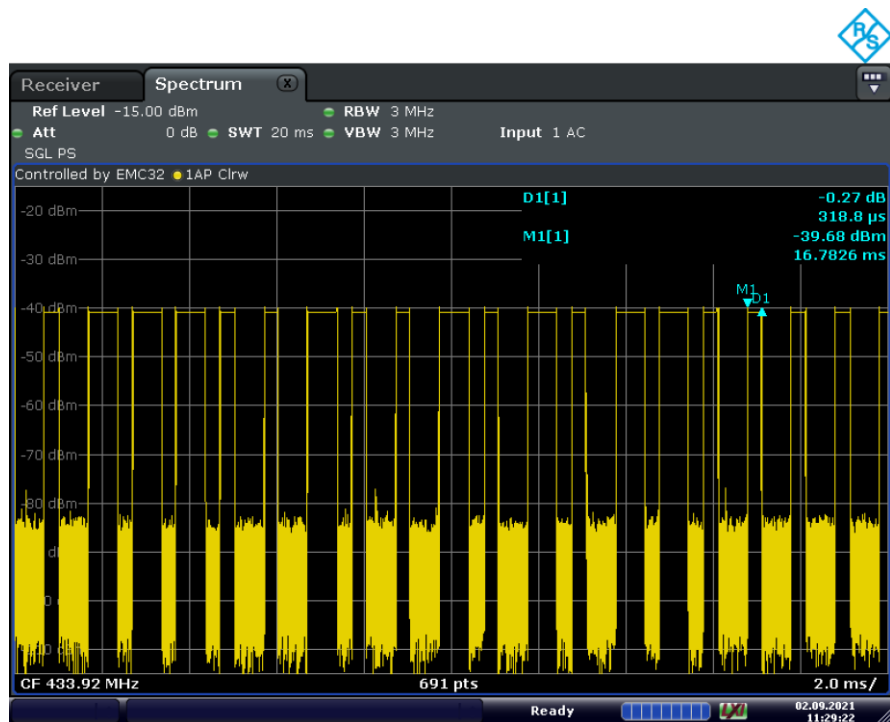 R&S
Receiver Spectrum X
Ref Level -15.00 dBm RBW 3 MHz
Att 0 dB SWT 20 ms VBW 3 MHz Input 1 AC
SGL PS
Controlled by EMC32 1AP Clrw
D1[1] -0.27 dB
318.8 µs
M1[1] -39.68 dBm
16.7826 ms
-20 dBm
-30 dBm
M1
D1
-40 dBm
-50 dBm
-60 dBm
-70 dBm
-80 dBm
CF 433.92 MHz 691 pts 2.0 ms/
Ready LXI 02.09.2021
11:29:22